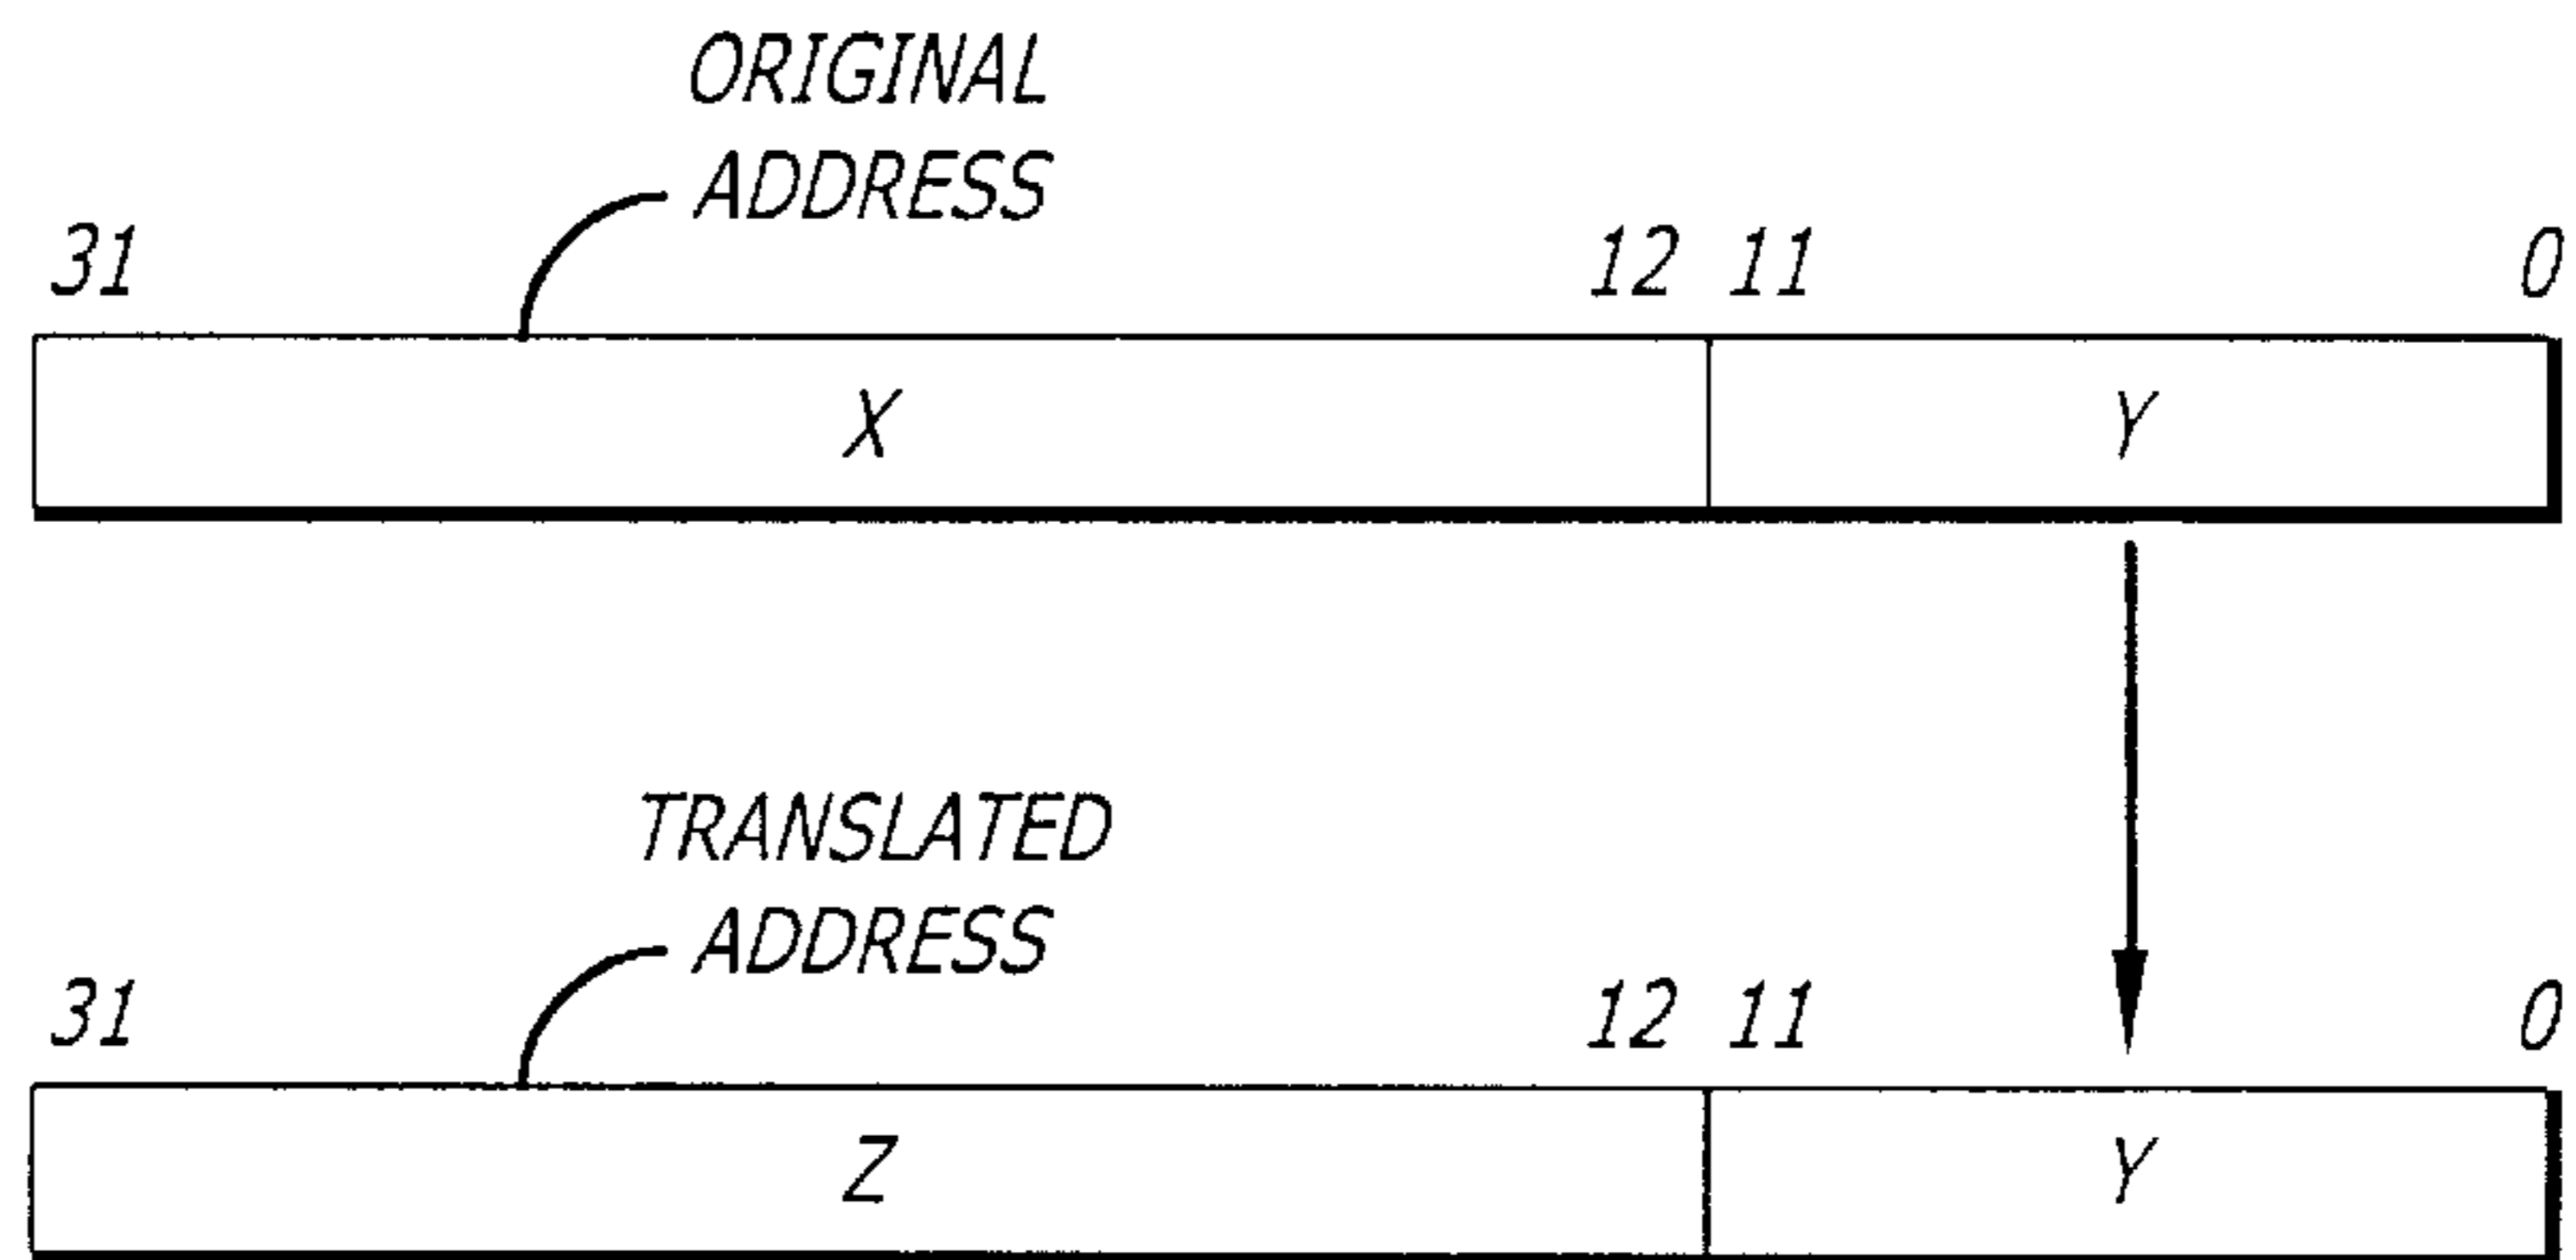 ORIGINAL
ADDRESS
31 12 11 0
X Y
TRANSLATED
ADDRESS
31 12 11 0
Z Y